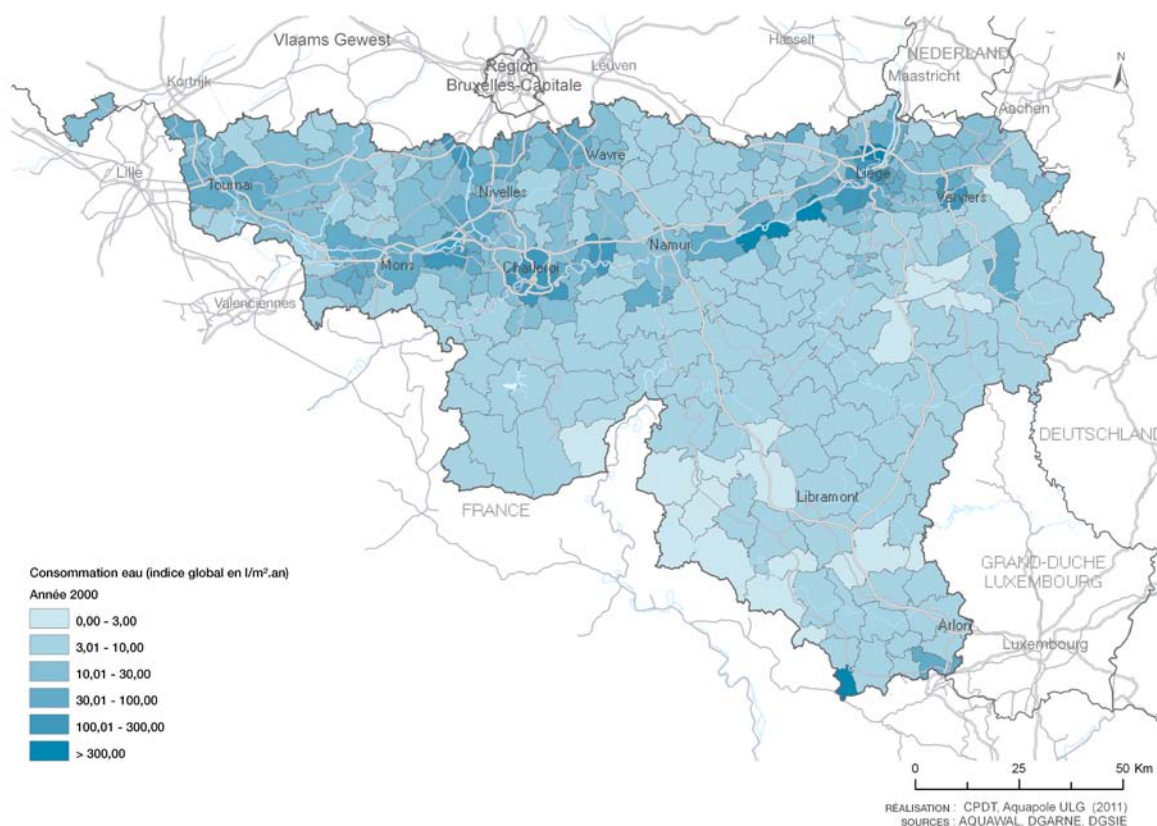 Vlaams Gewest
Hasselt
NEDERLAND
Région
Bruxelles-Capitale
Leuven
Maastricht
Kortrijk
N
Aachen
Lille
Wavre
Liège
Tournai
Nivelles
Verviers
Namur
Mons
Charleroi
Valenciennes
DEUTSCHLAND
Libramont
FRANCE
GRAND-DUCHE
LUXEMBOURG
Arlon
Luxembourg
Consommation eau (indice global en l/m².an)
Année 2000
0,00 - 3,00
3,01 - 10,00
10,01 - 30,00
30,01 - 100,00
100,01 - 300,00
> 300,00
0 25 50 Km
RÉALISATION : CPDT, Aquapole ULG (2011)
SOURCES : AQUAWAL, DGARNE, DGSIE